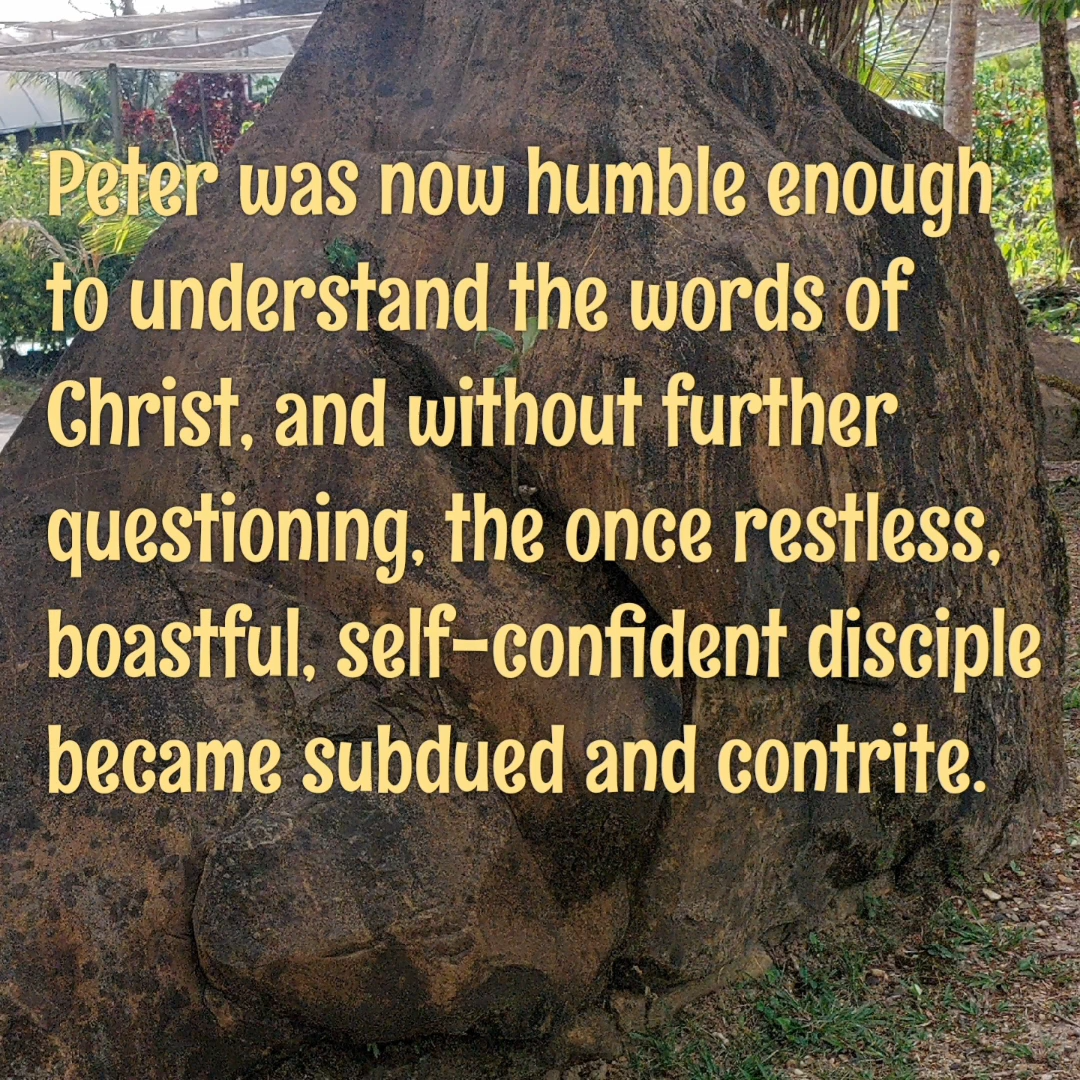 Peter was now humble enough
to understand the words of
Christ, and without further
questioning, the once restless,
boastful, self-confident disciple
became subdued and contrite.